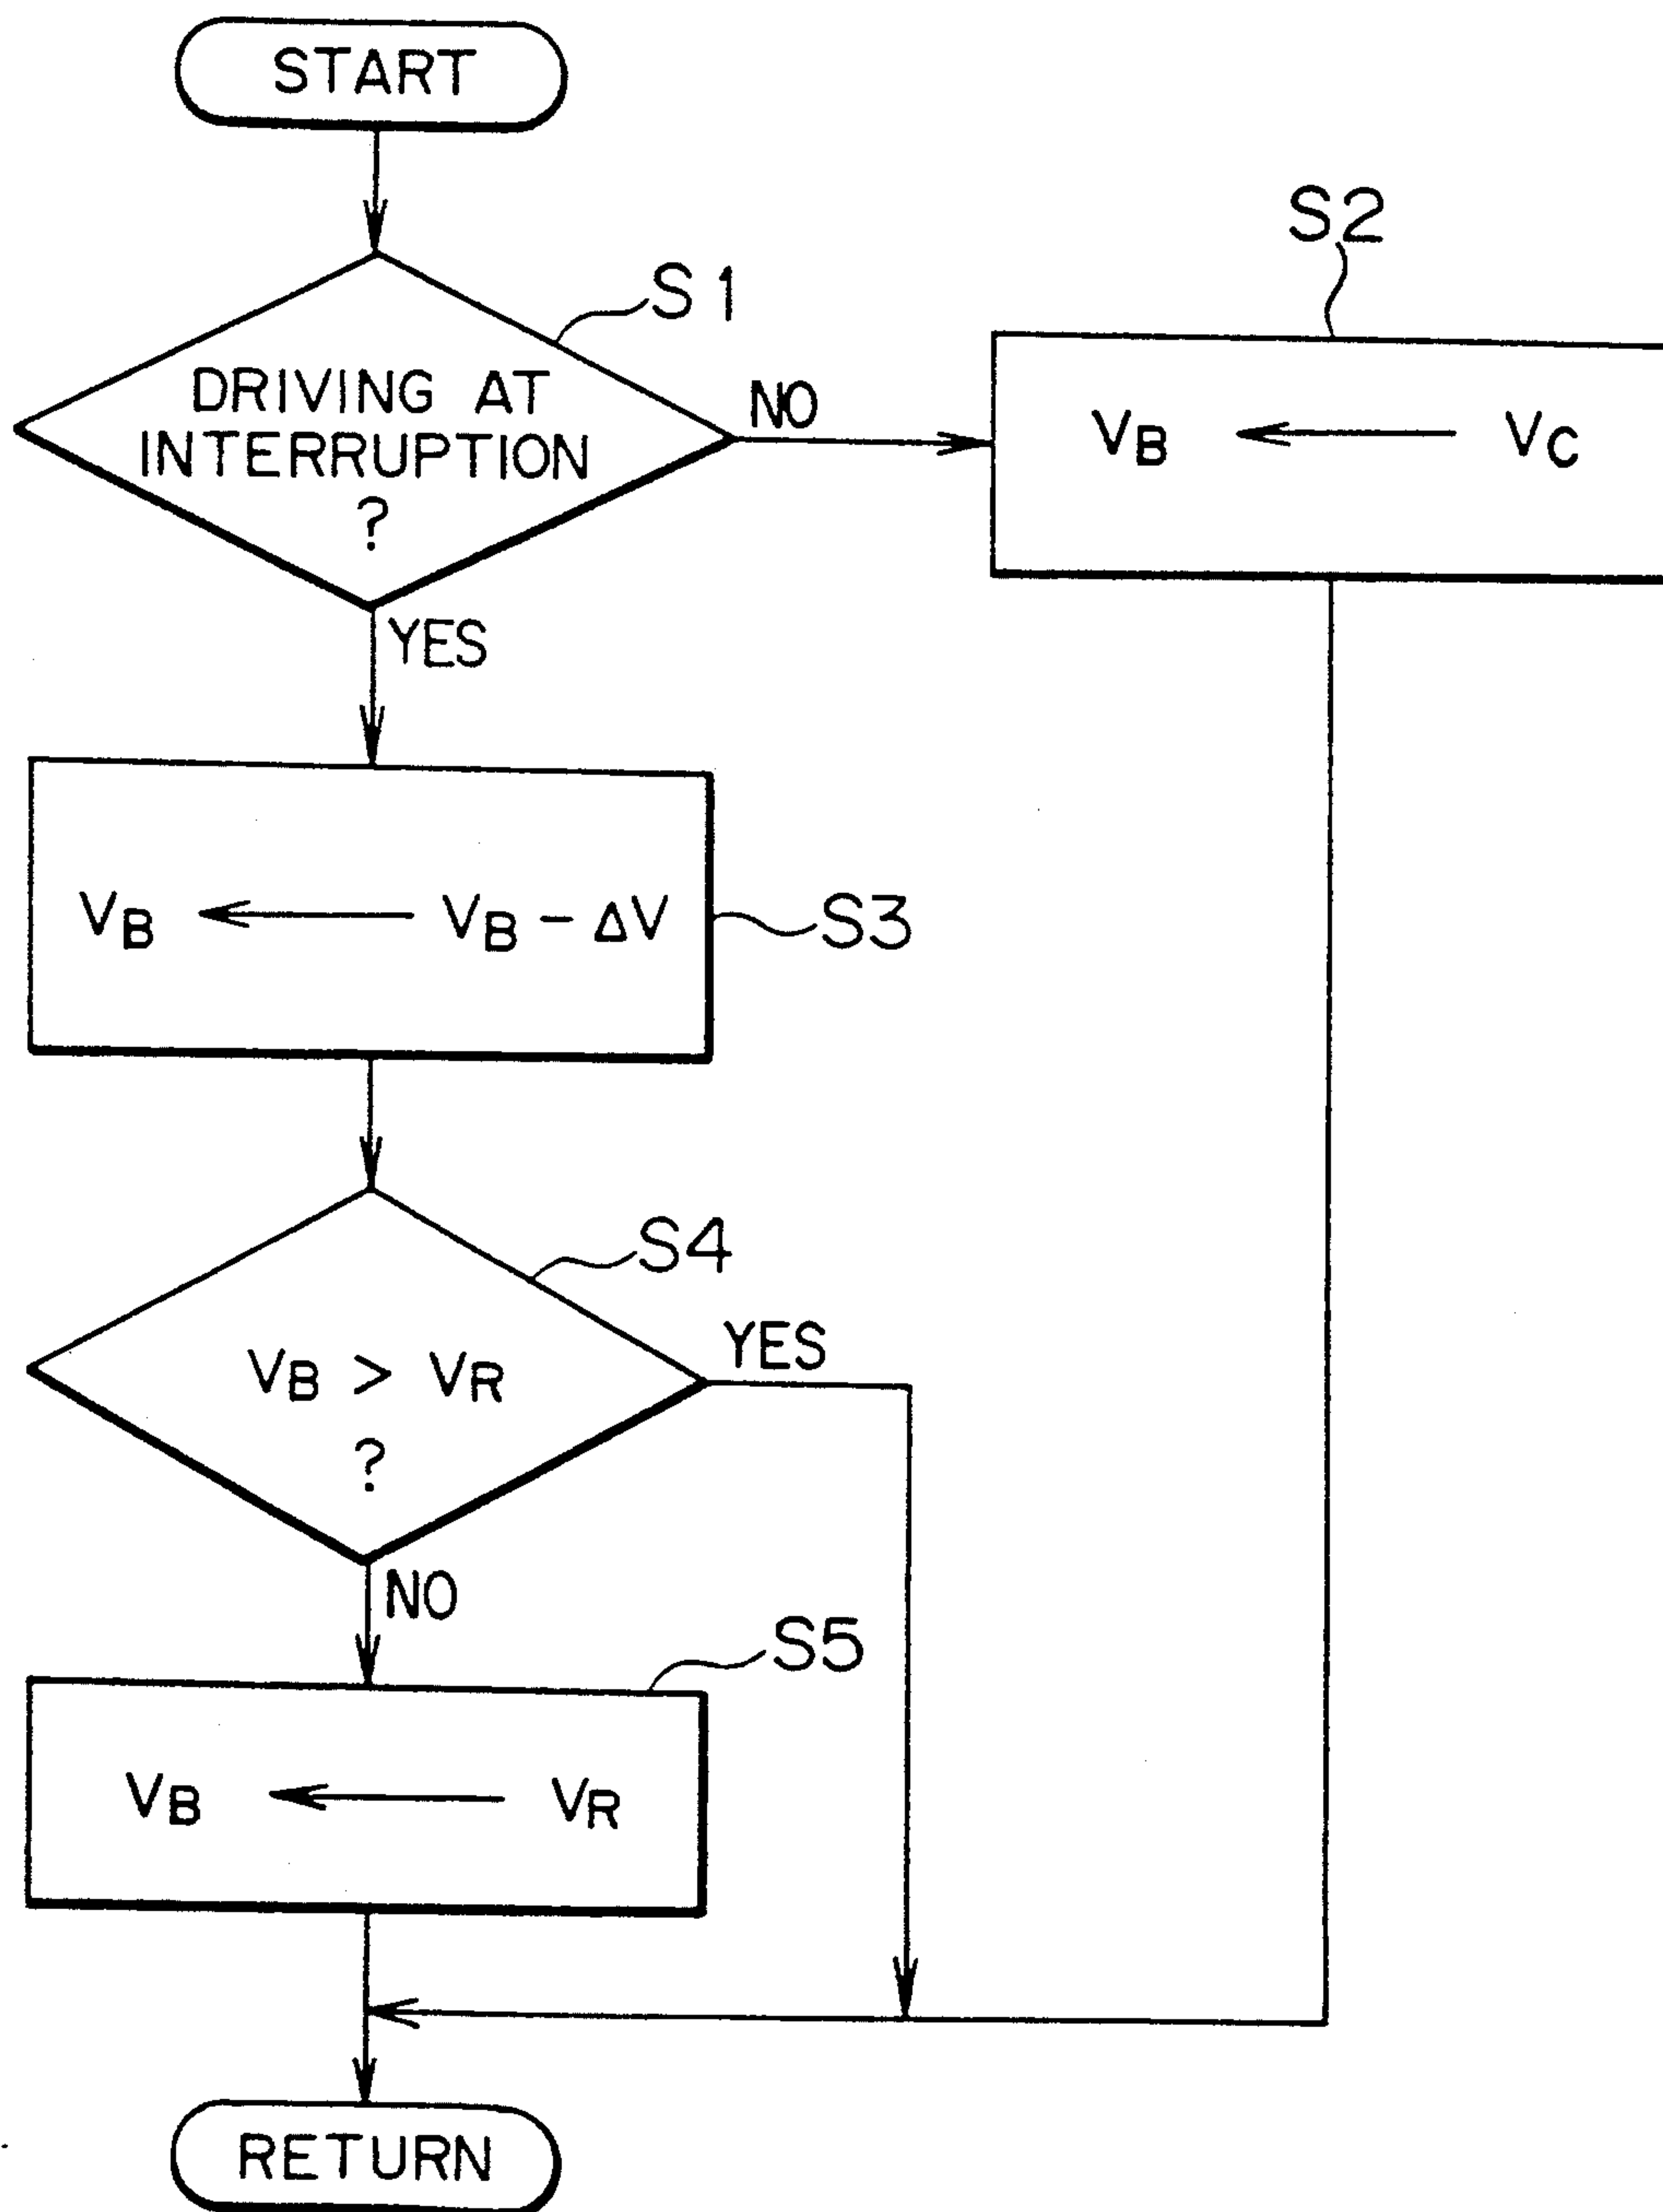 START
S1
S2
DRIVING AT
INTERRUPTION
?
NO
VB ← VC
YES
VB ← VB - ΔV
S3
S4
VB > VR
?
YES
NO
S5
VB ← VR
RETURN